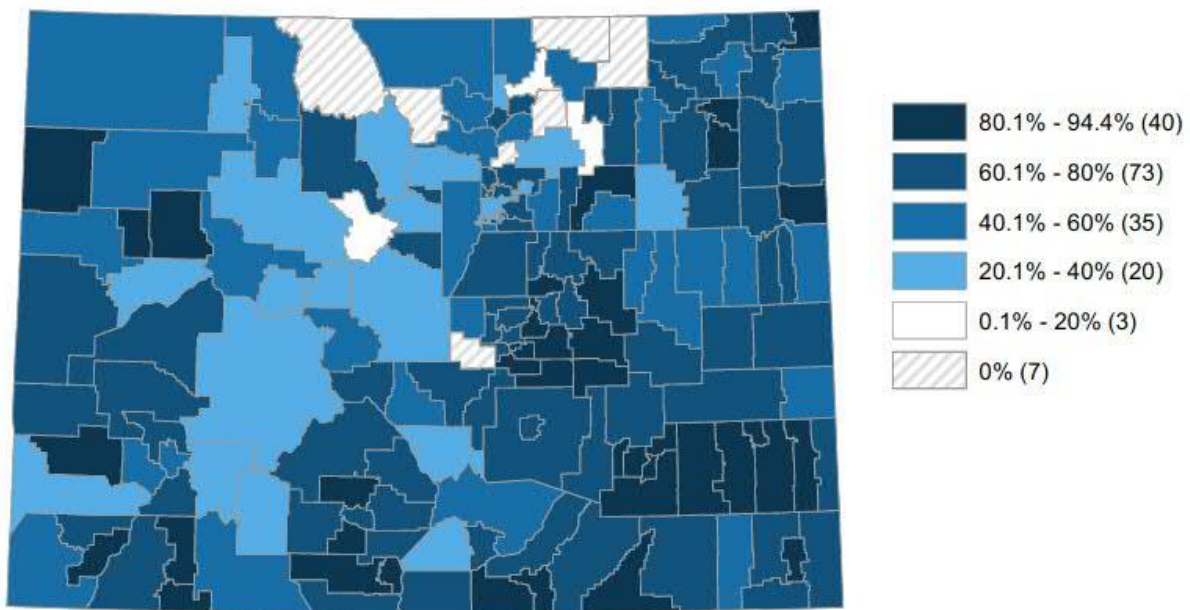 80.1% - 94.4% (40)
60.1% - 80% (73)
40.1% - 60% (35)
20.1% - 40% (20)
0.1% - 20% (3)
0% (7)